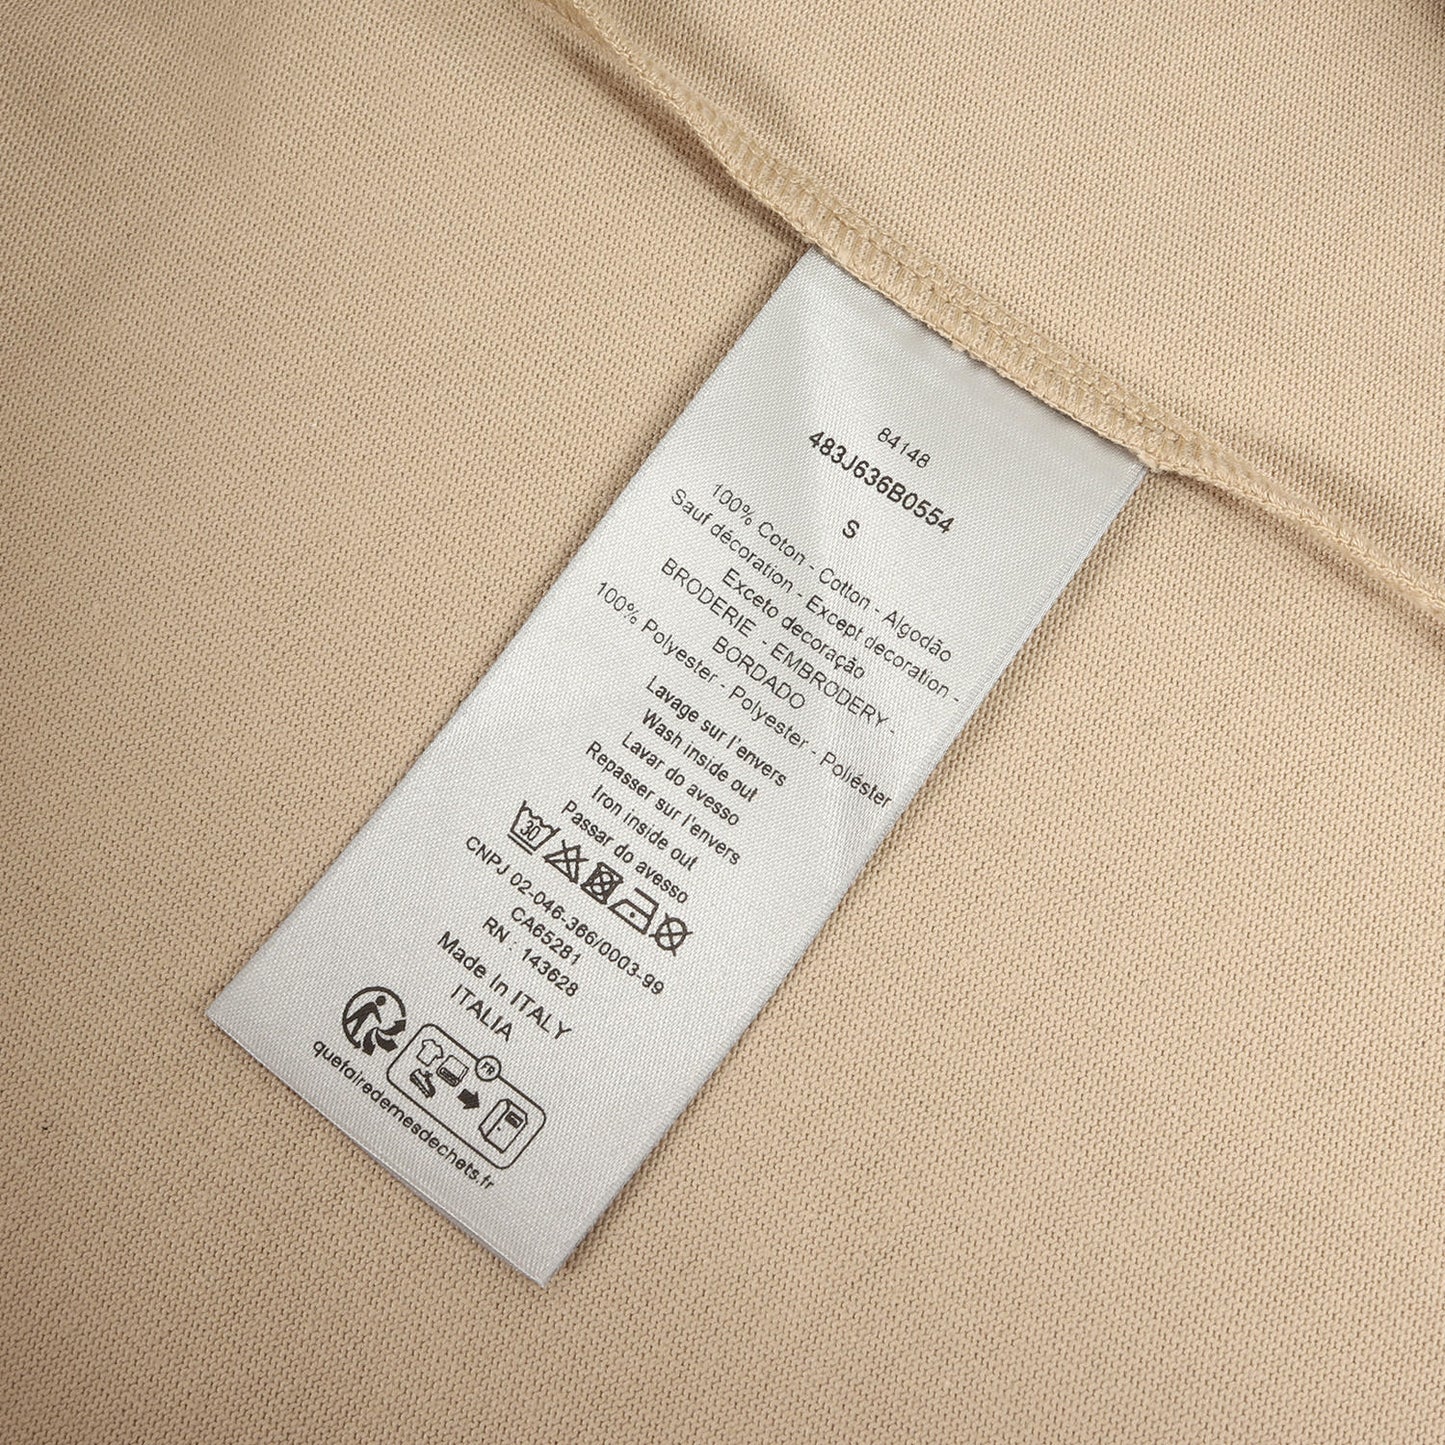 84148
483J636B0554
S
100% Coton - Cotton - Algodão
Sauf décoration - Except decoration -
Exceto decoração
BRODERIE - EMBRODERY -
BORDADO
100% Polyester - Polyester - Poliéster
Lavage sur l'envers
Wash inside out
Lavar do avesso
Repasser sur l'envers
Iron inside out
Passar do avesso
30
CNPJ 02-046-366/0003-99
CA65281
RN : 143628
Made In ITALY
ITALIA
FR
quefairedemesdechets.fr